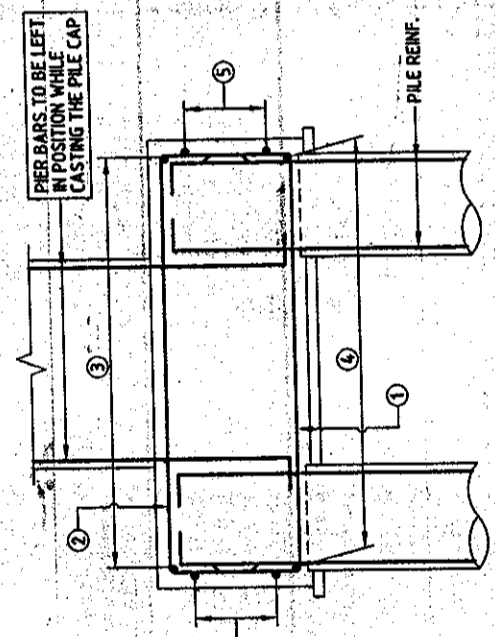 PIER BARS TO BE LEFT
IN POSITION WHILE
CASTING THE PILE CAP
5
3
PILE REINF.
4
1
2